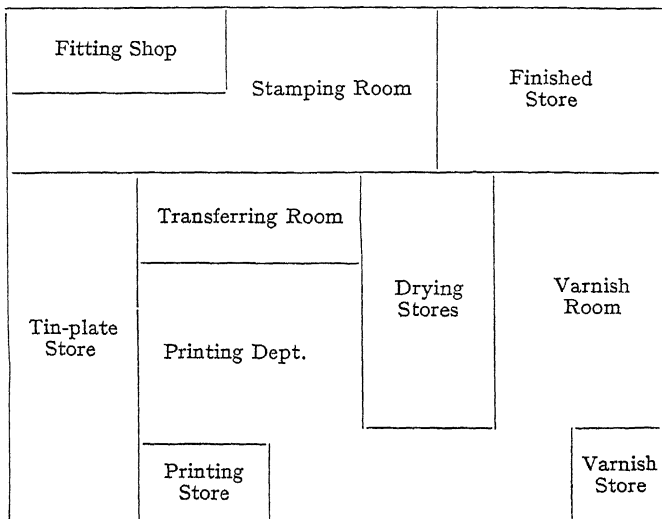 Fitting Shop
Stamping Room
Finished
Store
Transferring Room
Drying
Stores
Varnish
Room
Tin-plate
Store
Printing Dept.
Printing
Store
Varnish
Store